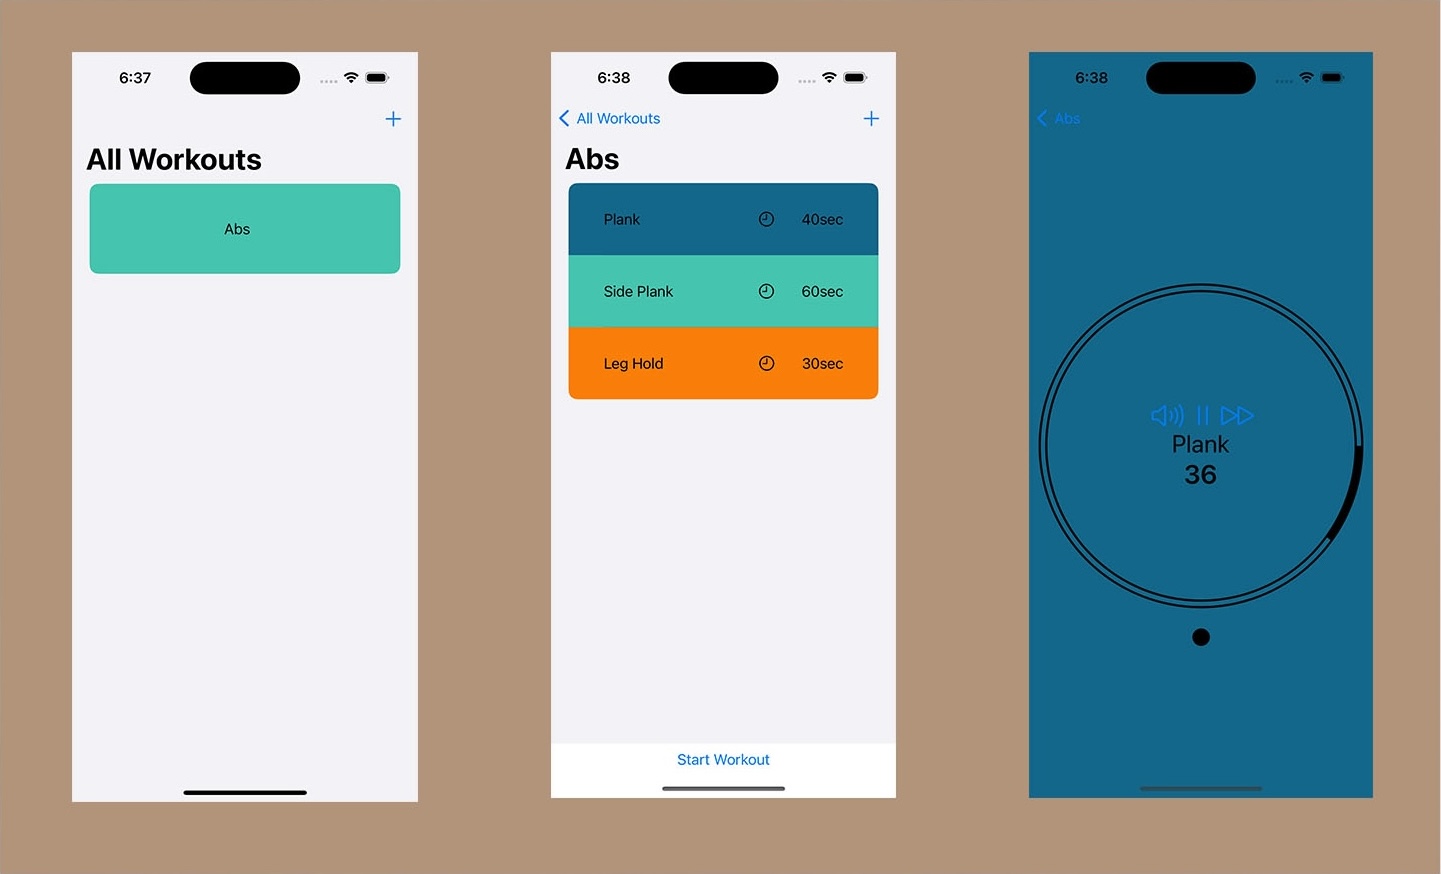 6:37
All Workouts
Abs
6:38
All Workouts
Abs
Plank 40sec
Side Plank 60sec
Leg Hold 30sec
Start Workout
6:38
Abs
Plank
36